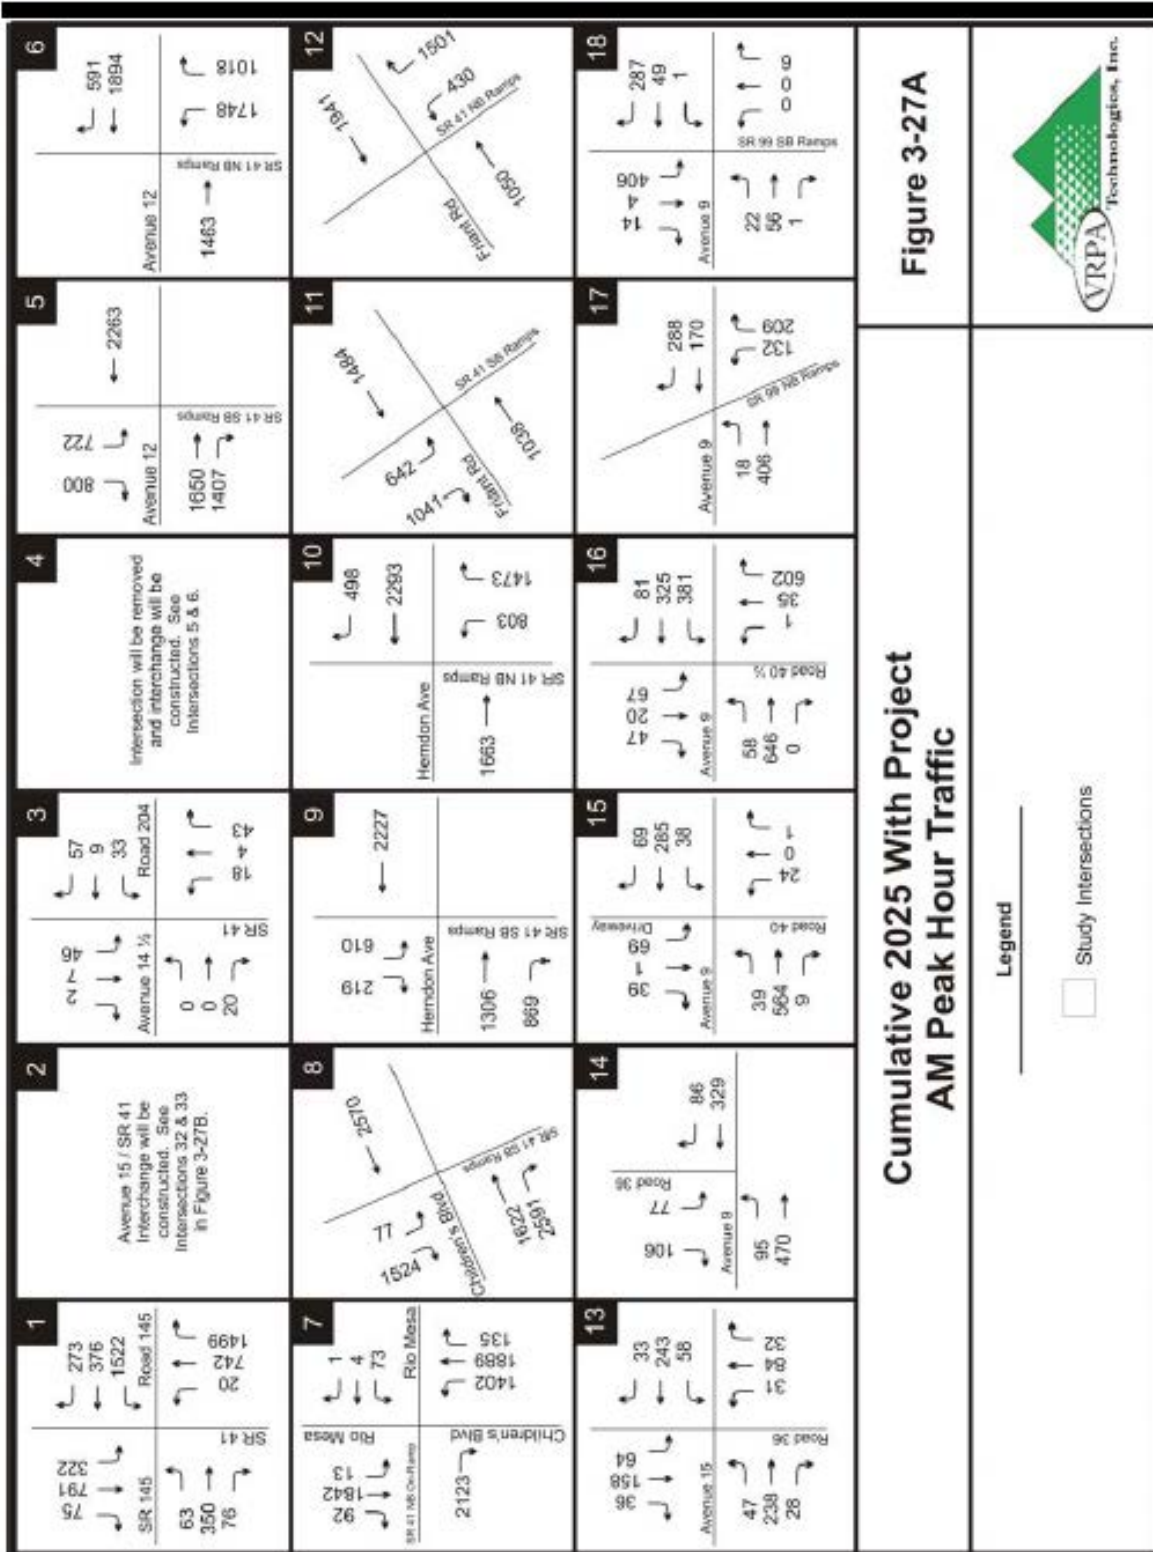 1
273
376
1522
Road 145
322
791
75
SR 145
SR 41
63
350
76
20
742
1499
2
Avenue 15 / SR 41
Interchange will be
constructed. See
Intersections 32 & 33
in Figure 3-27B.
3
57
9
33
Road 204
46
7
2
Avenue 14 ½
SR 41
0
0
20
18
4
43
4
Intersection will be removed
and interchange will be
constructed. See
Intersections 5 & 6.
5
2263
722
800
Avenue 12
SR 41 SB Ramps
1650
1407
6
591
1894
Avenue 12
SR 41 NB Ramps
1463
1748
1018
7
1
4
73
Rio Mesa
Rio Mesa
13
1842
92
SR 41 NB On-Ramp
Children's Blvd
2123
1402
1889
135
8
2570
77
1524
Children's Blvd
SR 41 SB Ramps
1622
2591
9
2227
610
219
Herndon Ave
SR 41 SB Ramps
1306
869
10
498
2293
Herndon Ave
SR 41 NB Ramps
1663
803
1473
11
1484
642
1041
Friant Rd
SR 41 SB Ramps
1038
12
1941
1501
430
SR 41 NB Ramps
Friant Rd
1050
13
33
243
58
64
158
36
Avenue 15
Road 36
47
238
28
31
84
32
14
86
329
77
106
Road 36
Avenue 9
95
470
15
69
285
38
Driveway
69
1
39
Avenue 9
Road 40
39
564
9
24
0
1
16
81
325
381
67
20
47
Avenue 9
Road 40 ½
58
646
0
1
35
602
17
288
170
Avenue 9
SR 99 NB Ramps
18
406
132
209
18
287
49
1
406
4
14
Avenue 9
SR 99 SB Ramps
22
56
1
0
0
Cumulative 2025 With Project
AM Peak Hour Traffic
Figure 3-27A
Legend
Study Intersections
VRPA
Technologies, Inc.